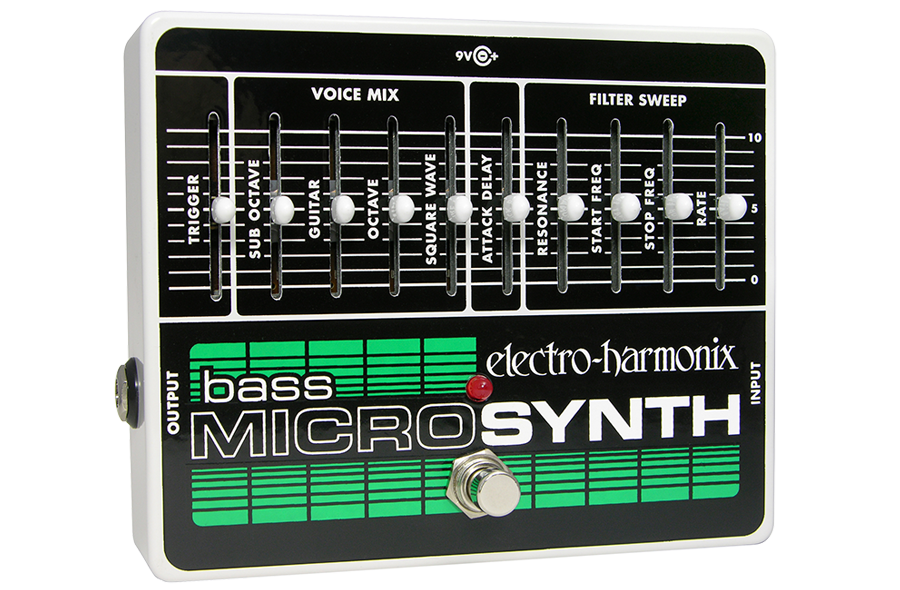 9V - +
VOICE MIX
FILTER SWEEP
TRIGGER
SUB OCTAVE
GUITAR
OCTAVE
SQUARE WAVE
ATTACK DELAY
RESONANCE
START FREQ
STOP FREQ
RATE
10
5
0
electro-harmonix
bass
MICROSYNTH
OUTPUT
INPUT